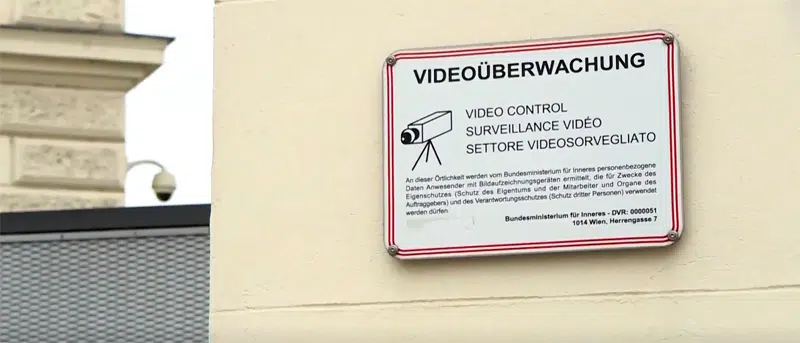 VIDEOÜBERWACHUNG
VIDEO CONTROL
SURVEILLANCE VIDÉO
SETTORE VIDEOSORVEGLIATO
An dieser Örtlichkeit werden vom Bundesministerium für Inneres personenbezogene
Daten Anwesender mit Bildaufzeichnungsgeräten ermittelt, die für Zwecke des
Eigenschutzes (Schutz des Eigentums und der Mitarbeiter und Organe des
Auftraggebers) und des Verantwortungsschutzes (Schutz dritter Personen) verwendet
werden dürfen.
Bundesministerium für Inneres - DVR: 0000051
1014 Wien, Herrengasse 7